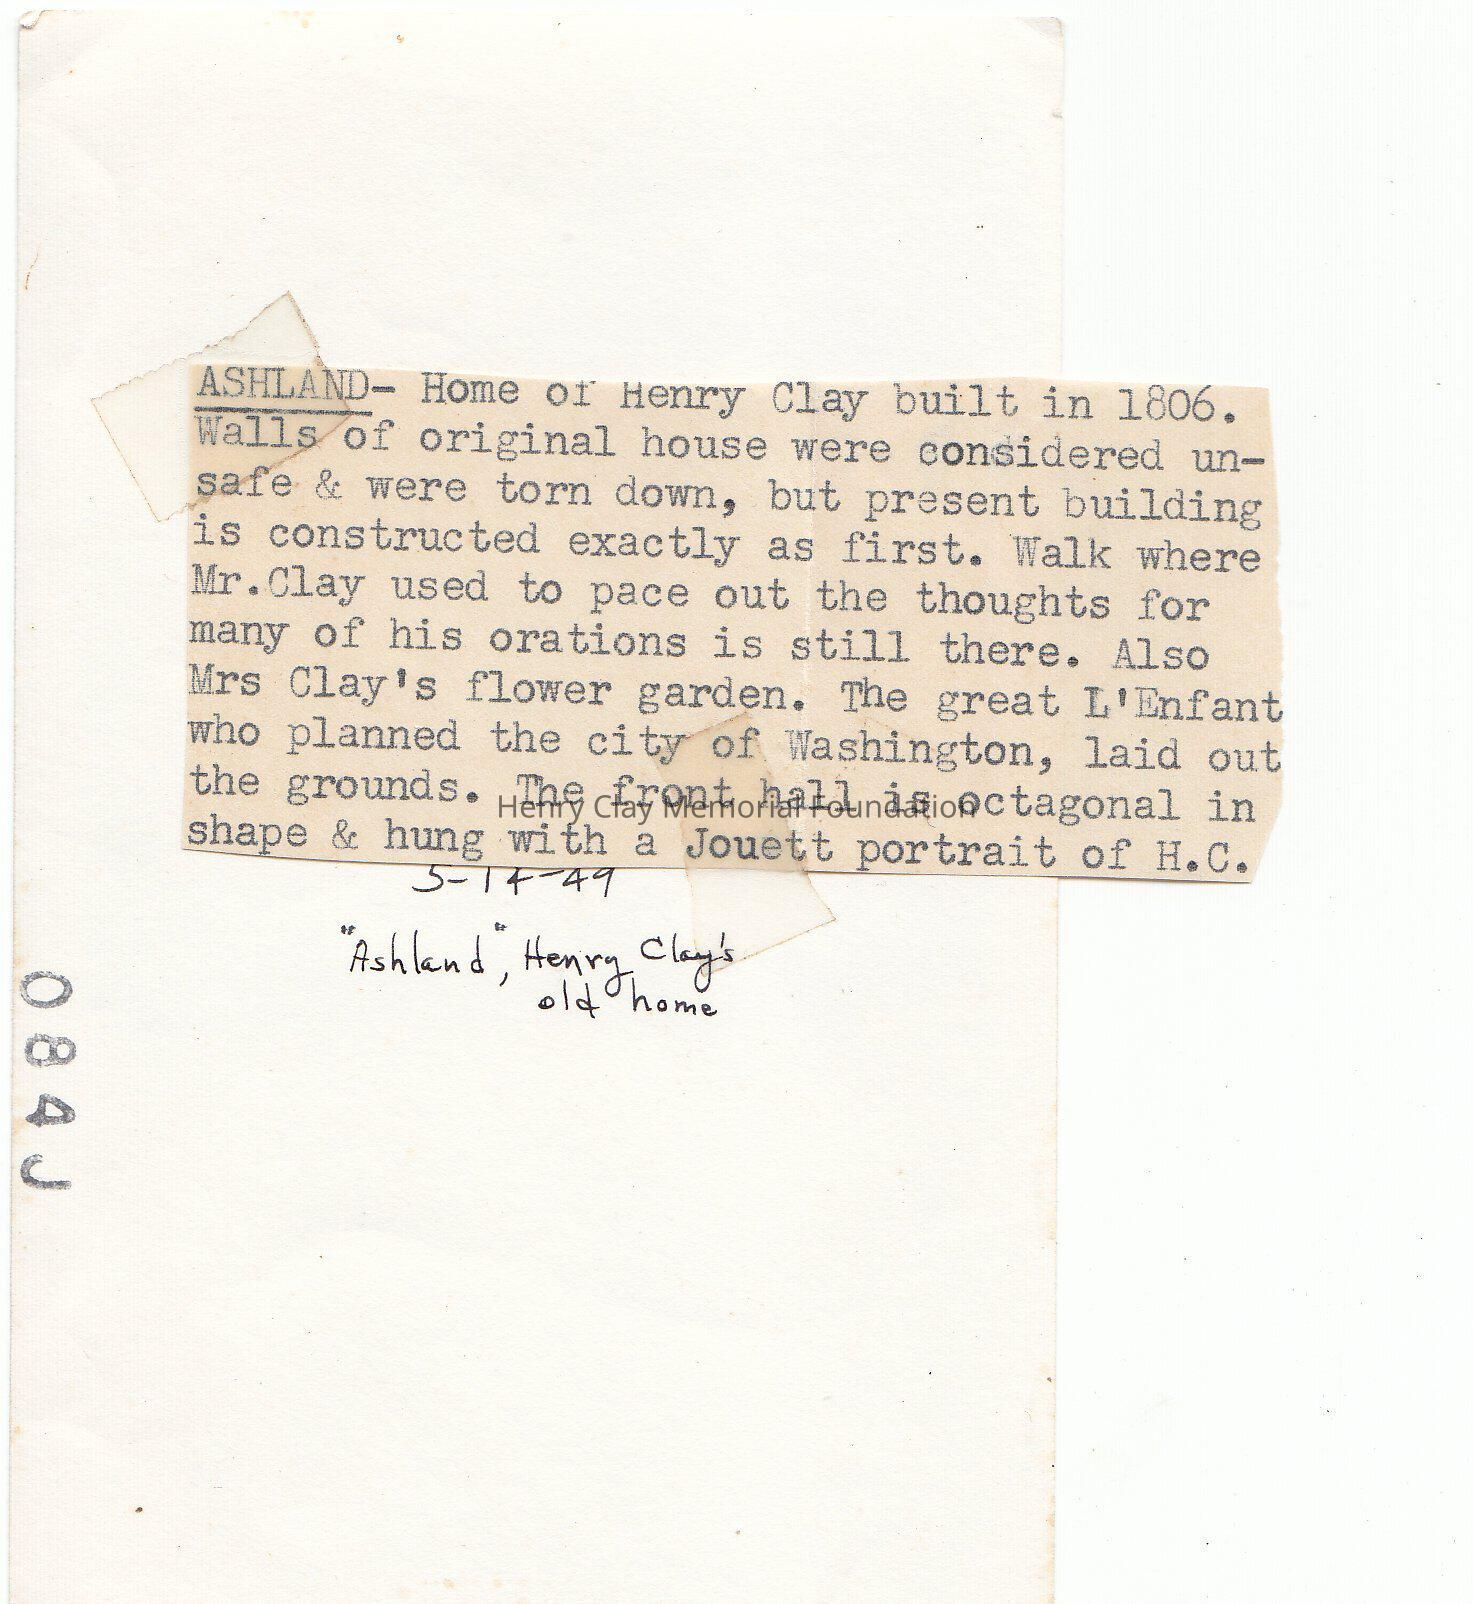 ASHLAND- Home of Henry Clay built in 1806.
Walls of original house were considered un-
safe & were torn down, but present building
is constructed exactly as first. Walk where
Mr.Clay used to pace out the thoughts for
many of his orations is still there. Also
Mrs Clay's flower garden. The great L'Enfant
who planned the city of Washington, laid out
the grounds. The front hall is octagonal in
Henry Clay Memorial Foundation
shape & hung with a Jouett portrait of H.C.
5-14-49
"Ashland", Henry Clay's
old home
084J